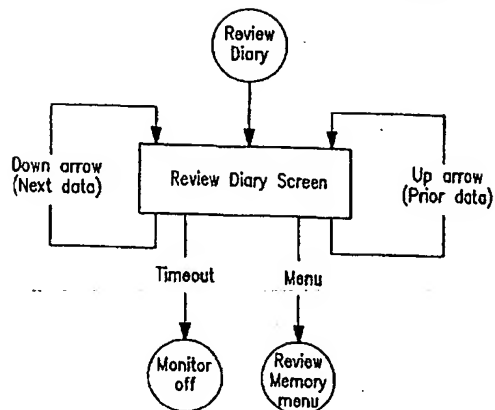 Review
Diary
Down arrow
(Next data)
Review Diary Screen
Up arrow
(Prior data)
Timeout
Menu
Monitor
off
Review
Memory
menu